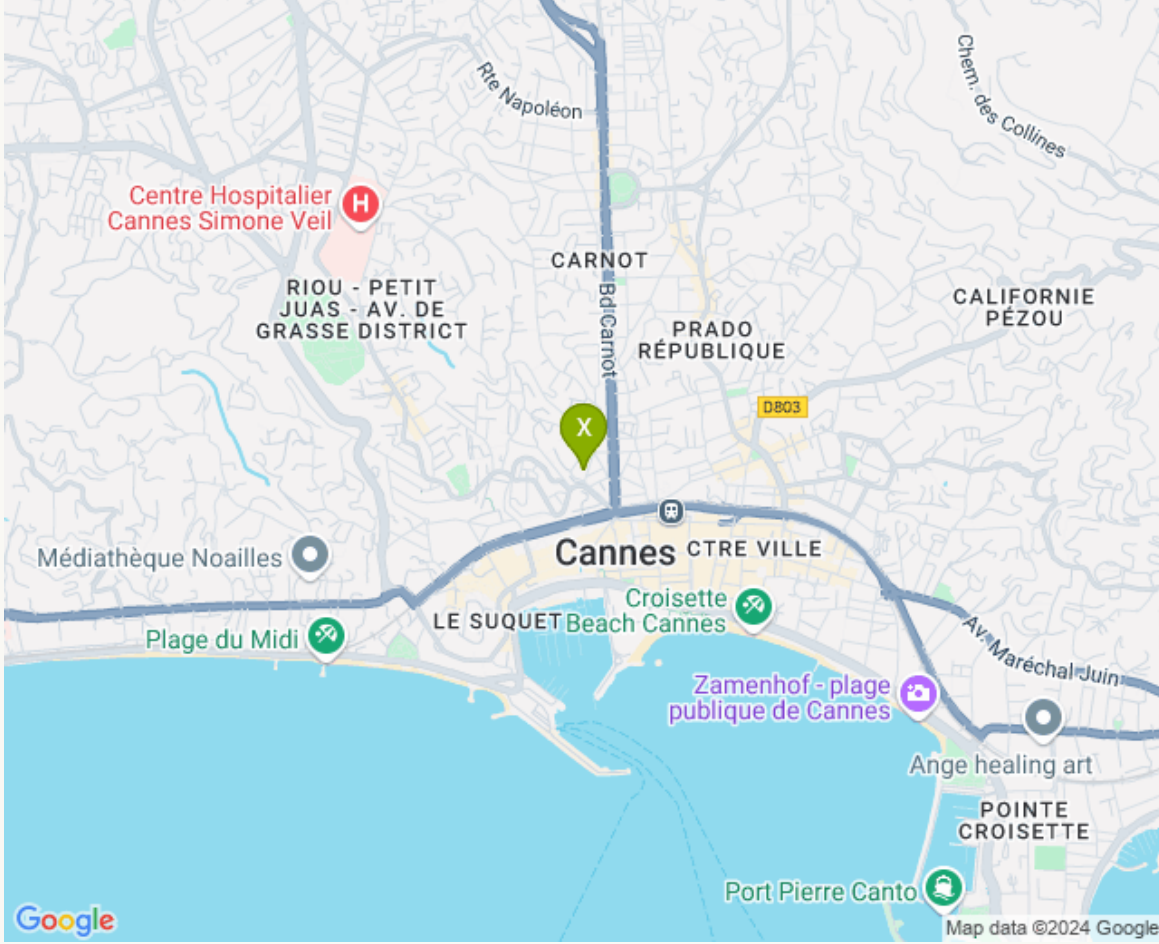 Rte Napoléon
Chem. des Collines
Centre Hospitalier
Cannes Simone Veil
H
CARNOT
Bd Carnot
RIOU - PETIT
JUAS - AV. DE
GRASSE DISTRICT
CALIFORNIE
PÉZOU
PRADO
RÉPUBLIQUE
D803
X
Médiathèque Noailles
Cannes
CTRE VILLE
Croisette
Beach Cannes
LE SUQUET
Plage du Midi
Av. Maréchal Juin
Zamenhof - plage
publique de Cannes
Ange healing art
POINTE
CROISETTE
Port Pierre Canto
Google
Map data ©2024 Google